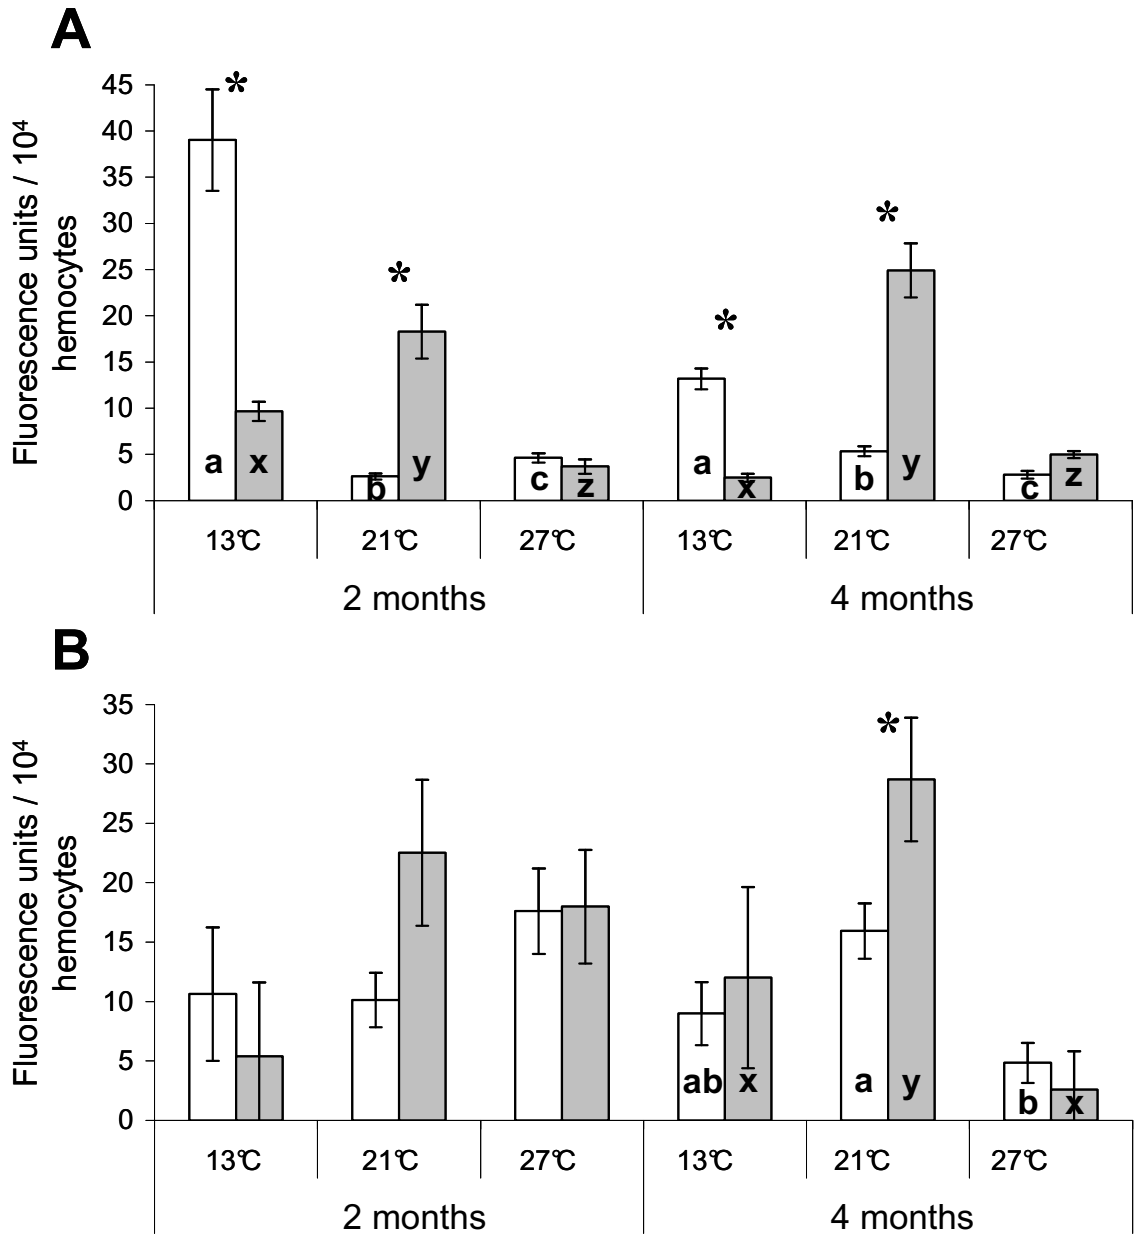 A
Fluorescence units / 10⁴
hemocytes
45
40
35
30
25
20
15
10
5
0
*
*
*
*
a x b y c z a x b y c z
13°C 21°C 27°C 13°C 21°C 27°C
2 months 4 months
B
Fluorescence units / 10⁴
hemocytes
35
30
25
20
15
10
5
0
*
ab x a y b x
13°C 21°C 27°C 13°C 21°C 27°C
2 months 4 months